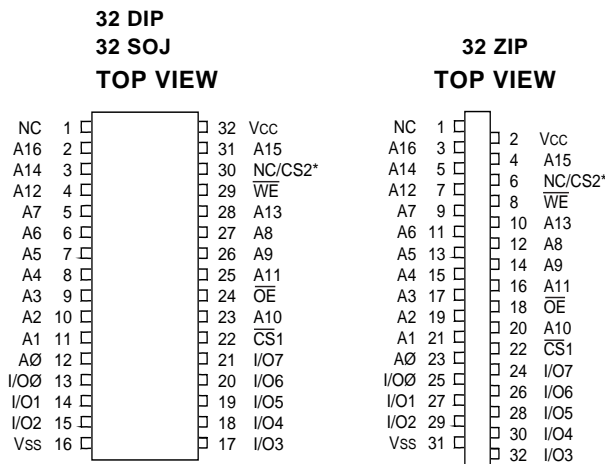 32 DIP
32 SOJ
TOP VIEW
NC 1 32 VCC
A16 2 31 A15
A14 3 30 NC/CS2*
A12 4 29 W̅E̅
A7 5 28 A13
A6 6 27 A8
A5 7 26 A9
A4 8 25 A11
A3 9 24 O̅E̅
A2 10 23 A10
A1 11 22 C̅S̅1
AØ 12 21 I/O7
I/OØ 13 20 I/O6
I/O1 14 19 I/O5
I/O2 15 18 I/O4
VSS 16 17 I/O3
32 ZIP
TOP VIEW
NC 1
2 VCC
A16 3
4 A15
A14 5
6 NC/CS2*
A12 7
8 W̅E̅
A7 9
10 A13
A6 11
12 A8
A5 13
14 A9
A4 15
16 A11
A3 17
18 O̅E̅
A2 19
20 A10
A1 21
22 C̅S̅1
AØ 23
24 I/O7
I/OØ 25
26 I/O6
I/O1 27
28 I/O5
I/O2 29
30 I/O4
VSS 31
32 I/O3